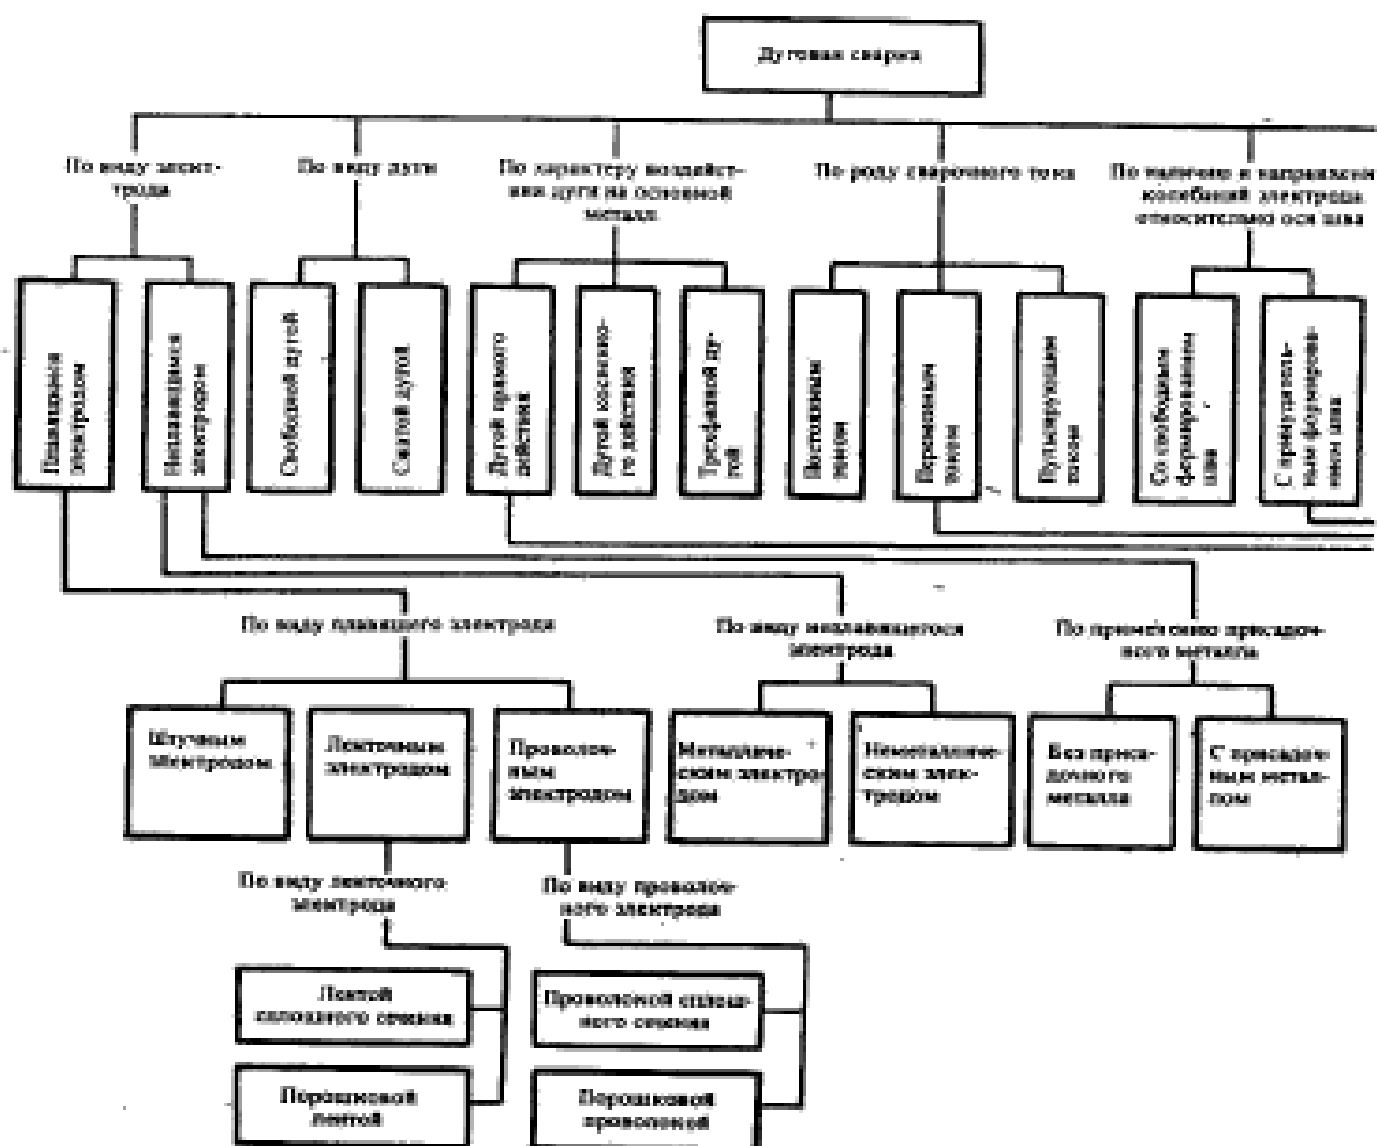 Дуговая сварка
По виду элект-
трода
По виду дуги
По характеру воздейст-
вия дуги на основной
металл
По роду сварочного тока
По наличию и направлению
колебаний электрода
относительно оси шва
Плавящимся
электродом
Неплавящимся
электродом
Свободной дугой
Сжатой дугой
Дугой прямого
действия
Дугой косвенно-
го действия
Трехфазной ду-
гой
Постоянным
током
Переменным
током
Пульсирующим
током
Со свободным
формированием
шва
С принудитель-
ным формирова-
нием шва
По виду плавящего электрода
По виду неплавящегося
электрода
По применению присадоч-
ного металла
Штучным
электродом
Ленточным
электродом
Проволоч-
ным
электродом
Металличе-
ским электро-
дом
Неметалличе-
ским элек-
тродом
Без приса-
дочного
металла
С присадоч-
ным метал-
лом
По виду ленточного
электрода
По виду проволоч-
ного электрода
Лентой
сплошного сечения
Проволокой сплош-
ного сечения
Порошковой
лентой
Порошковой
проволокой